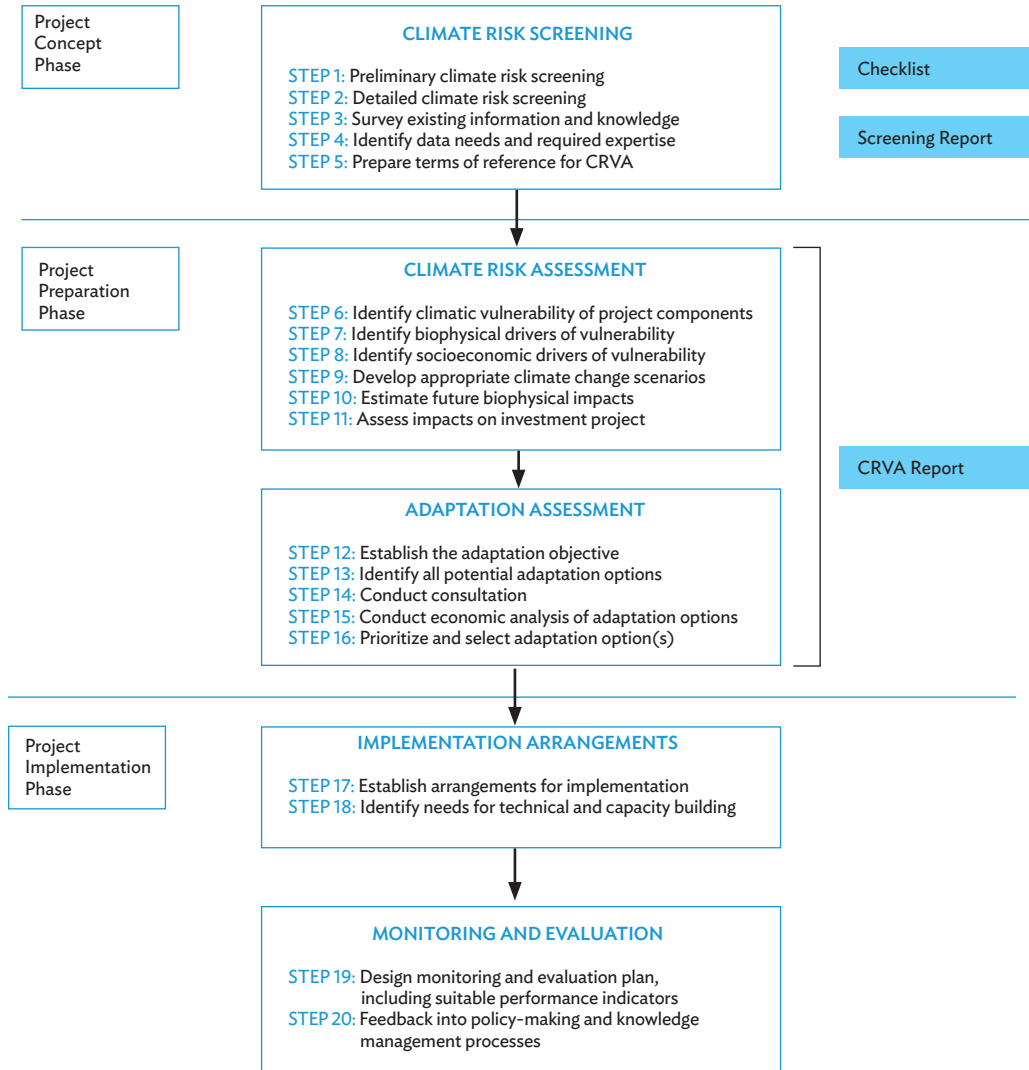 Project
Concept
Phase
CLIMATE RISK SCREENING
STEP 1: Preliminary climate risk screening
STEP 2: Detailed climate risk screening
STEP 3: Survey existing information and knowledge
STEP 4: Identify data needs and required expertise
STEP 5: Prepare terms of reference for CRVA
Checklist
Screening Report
Project
Preparation
Phase
CLIMATE RISK ASSESSMENT
STEP 6: Identify climatic vulnerability of project components
STEP 7: Identify biophysical drivers of vulnerability
STEP 8: Identify socioeconomic drivers of vulnerability
STEP 9: Develop appropriate climate change scenarios
STEP 10: Estimate future biophysical impacts
STEP 11: Assess impacts on investment project
CRVA Report
ADAPTATION ASSESSMENT
STEP 12: Establish the adaptation objective
STEP 13: Identify all potential adaptation options
STEP 14: Conduct consultation
STEP 15: Conduct economic analysis of adaptation options
STEP 16: Prioritize and select adaptation option(s)
Project
Implementation
Phase
IMPLEMENTATION ARRANGEMENTS
STEP 17: Establish arrangements for implementation
STEP 18: Identify needs for technical and capacity building
MONITORING AND EVALUATION
STEP 19: Design monitoring and evaluation plan,
including suitable performance indicators
STEP 20: Feedback into policy-making and knowledge
management processes